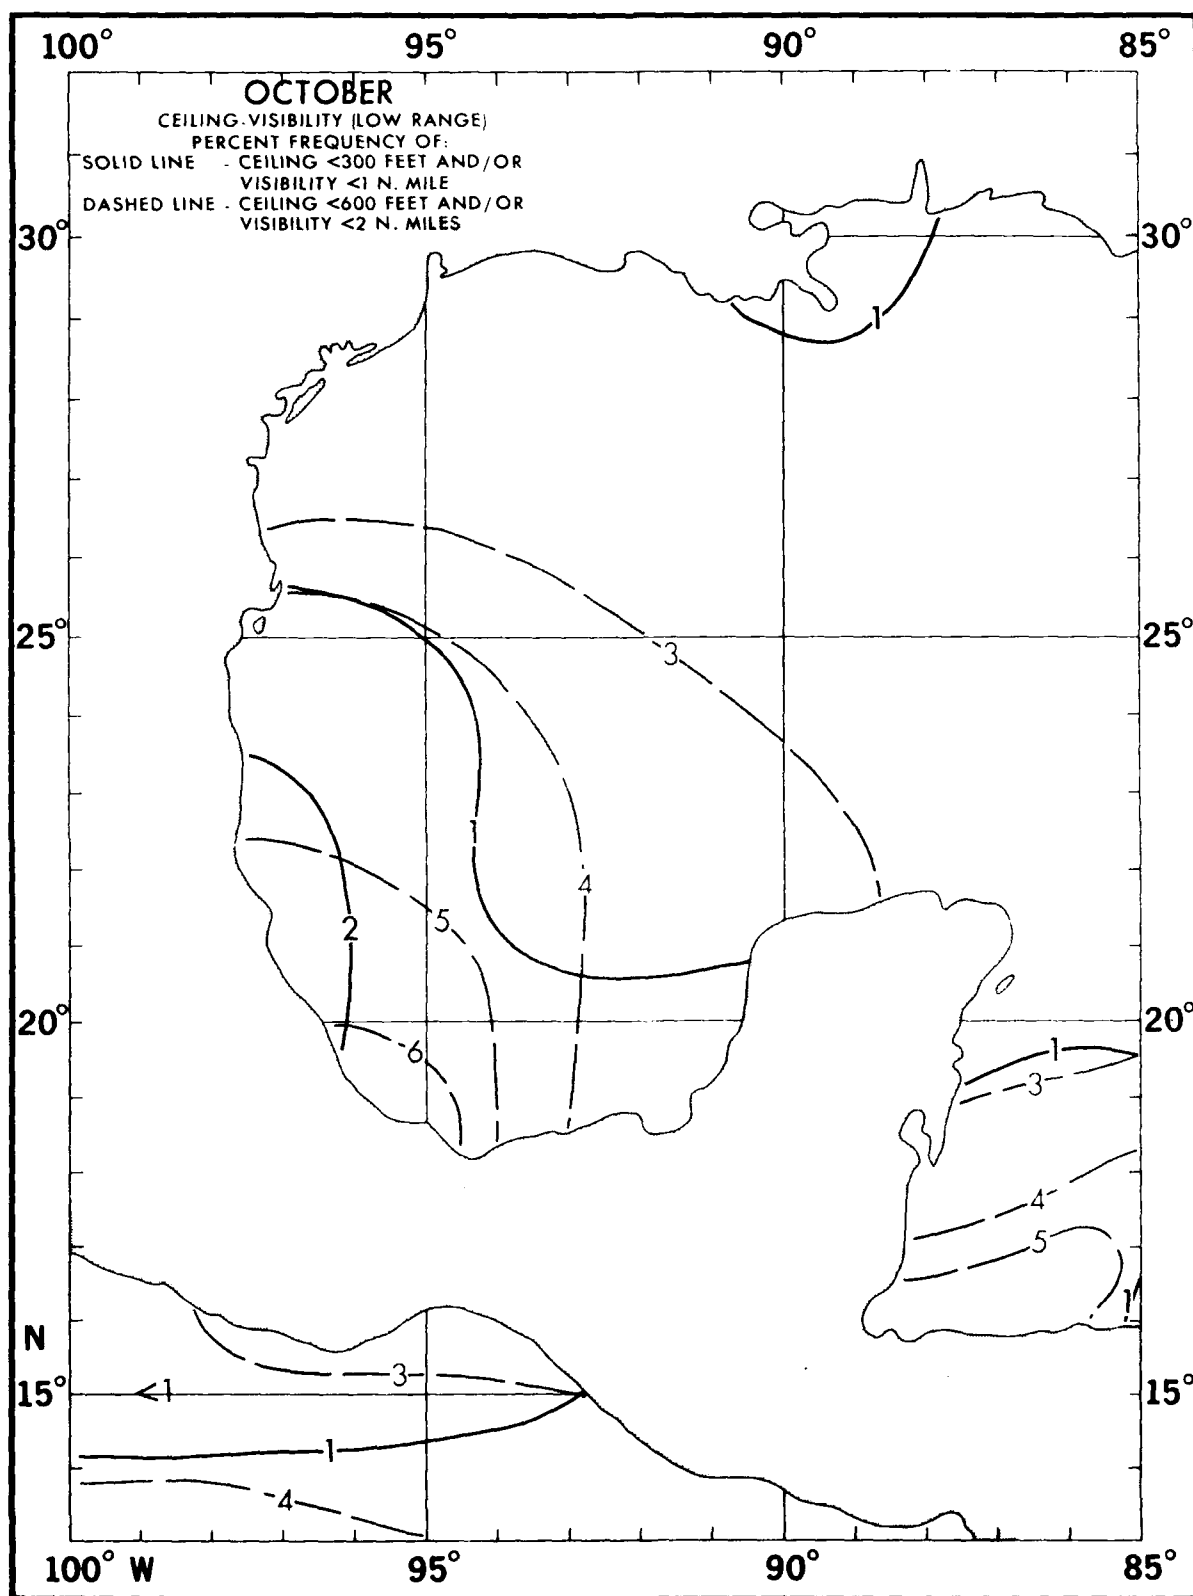 100° 95° 90° 85°
OCTOBER
CEILING-VISIBILITY (LOW RANGE)
PERCENT FREQUENCY OF:
SOLID LINE - CEILING <300 FEET AND/OR
VISIBILITY <1 N. MILE
DASHED LINE - CEILING <600 FEET AND/OR
VISIBILITY <2 N. MILES
30° 30°
1
25° 25°
3
1
4
5
2
20° 20°
6
1
3
4
5
1
N
3
15° <1 15°
1
4
100° W 95° 90° 85°